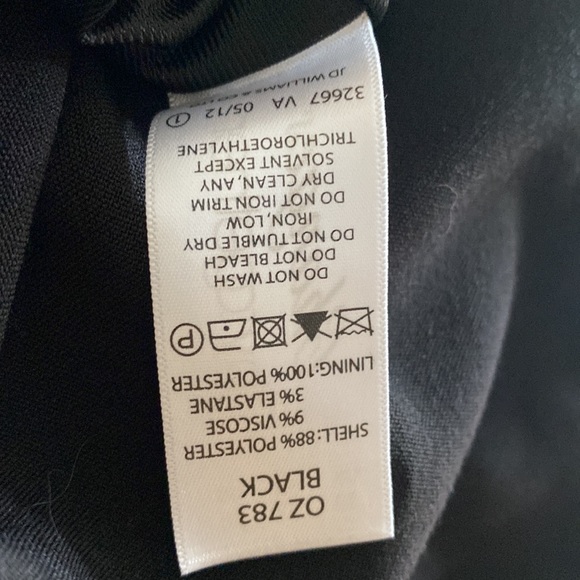 OZ 783
BLACK
SHELL: 88% POLYESTER
9% VISCOSE
3% ELASTANE
LINING:100% POLYESTER
P
DO NOT WASH
DO NOT BLEACH
DO NOT TUMBLE DRY
IRON, LOW
DO NOT IRON TRIM
DRY CLEAN, ANY
SOLVENT EXCEPT
TRICHLOROETHYLENE
32667 VA 05/12 1
JD WILLIAMS &